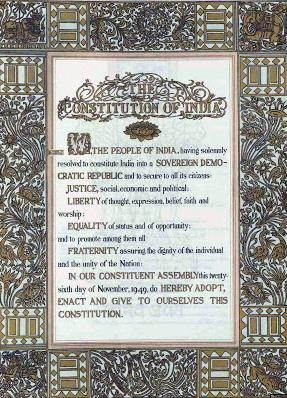 THE
CONSTITUTION OF INDIA
WE, THE PEOPLE OF INDIA, having solemnly
resolved to constitute India into a SOVEREIGN DEMO-
CRATIC REPUBLIC and to secure to all its citizens:
JUSTICE, social, economic and political;
LIBERTY of thought, expression, belief, faith and
worship;
EQUALITY of status and of opportunity;
and to promote among them all
FRATERNITY assuring the dignity of the individual
and the unity of the Nation;
IN OUR CONSTITUENT ASSEMBLY this twenty-
sixth day of November, 1949, do HEREBY ADOPT,
ENACT AND GIVE TO OURSELVES THIS
CONSTITUTION.